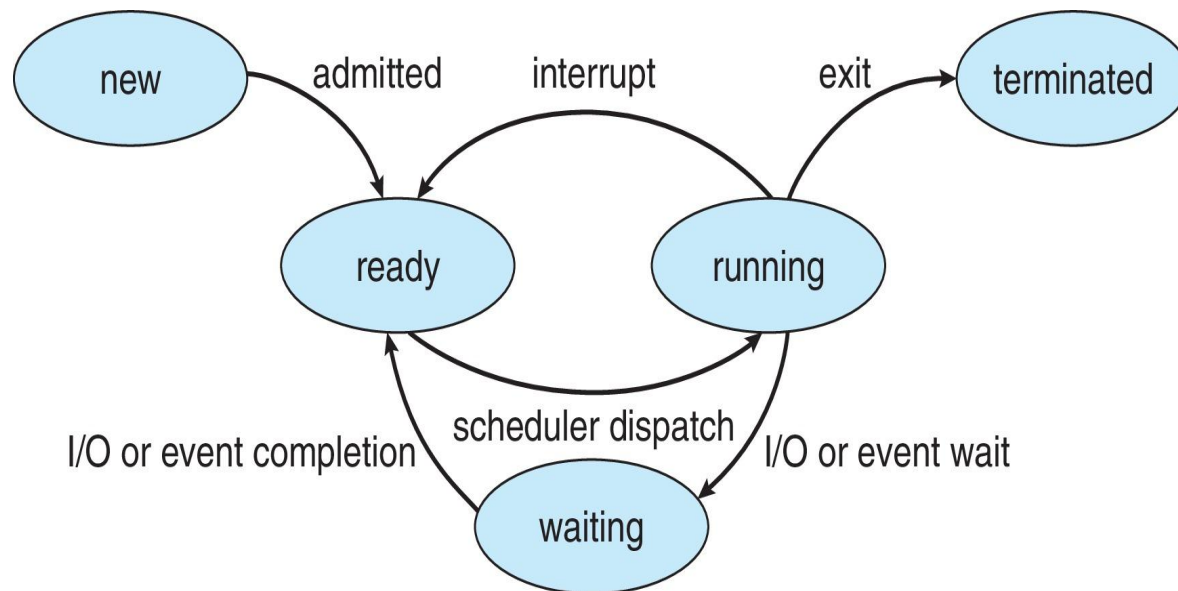 new
admitted
interrupt
exit
terminated
ready
running
scheduler dispatch
I/O or event completion
I/O or event wait
waiting